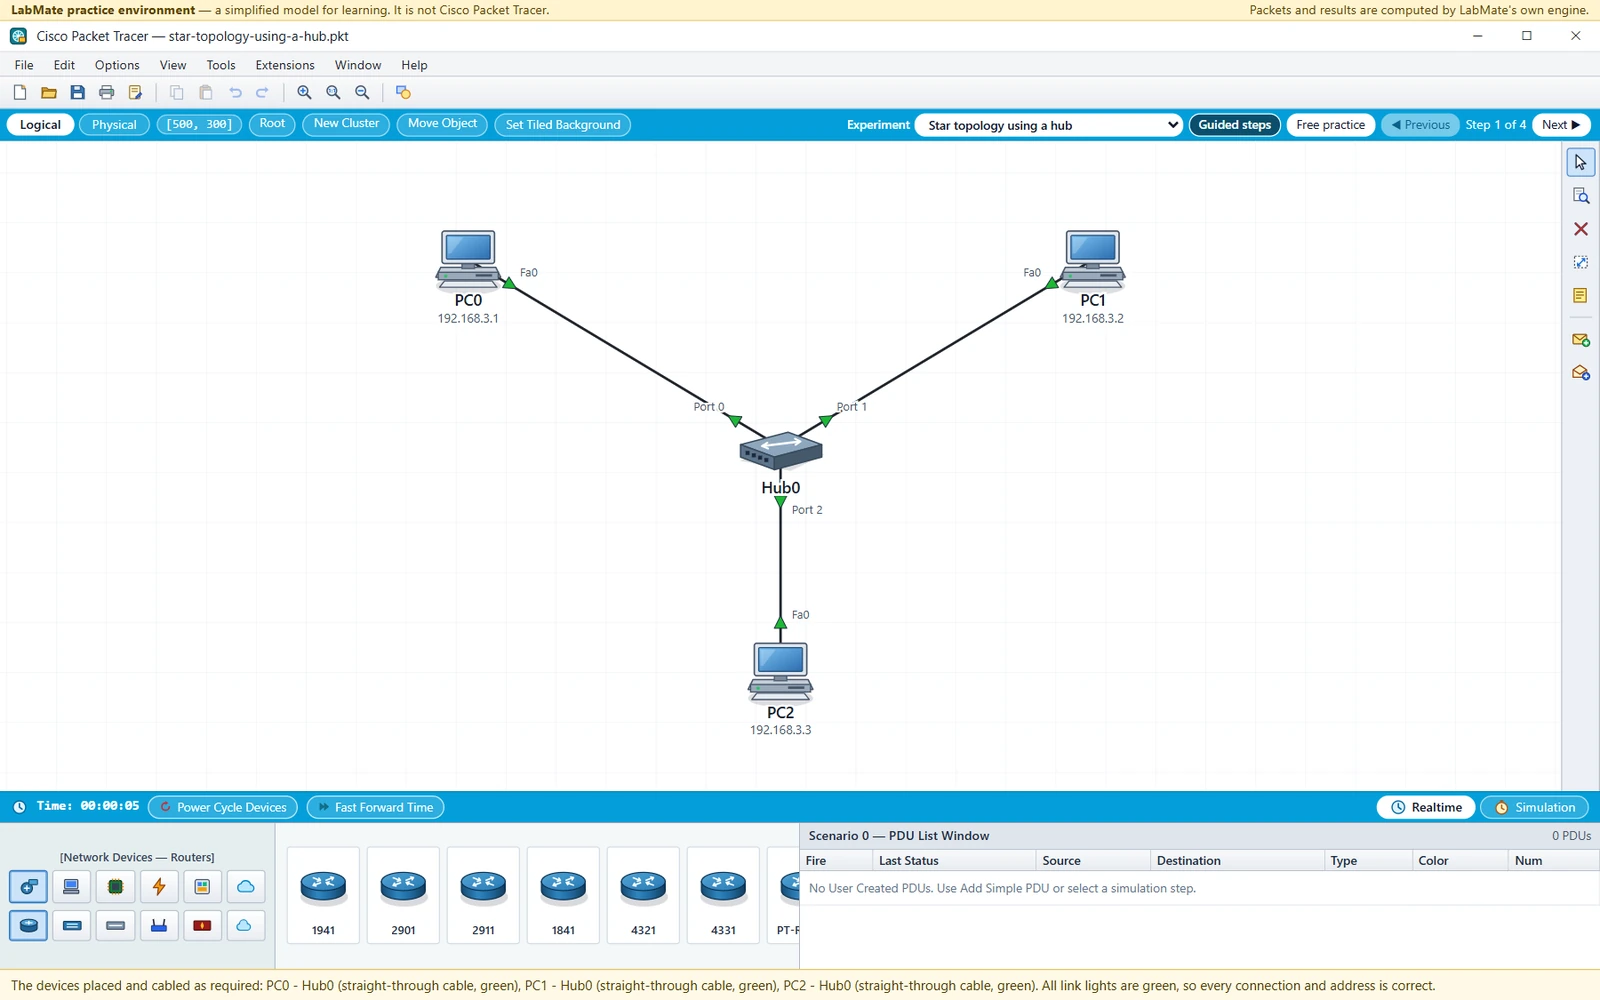 LabMate practice environment — a simplified model for learning. It is not Cisco Packet Tracer. Packets and results are computed by LabMate's own engine.
Cisco Packet Tracer — star-topology-using-a-hub.pkt
File Edit Options View Tools Extensions Window Help
Logical Physical [500, 300] Root New Cluster Move Object Set Tiled Background Experiment Star topology using a hub Guided steps Free practice ◀ Previous Step 1 of 4 Next ▶
Fa0 Fa0
PC0 PC1
192.168.3.1 192.168.3.2
Port 0 Port 1
Hub0
Port 2
Fa0
PC2
192.168.3.3
Time: 00:00:05 Power Cycle Devices Fast Forward Time Realtime Simulation
Scenario 0 — PDU List Window 0 PDUs
[Network Devices — Routers]
Fire Last Status Source Destination Type Color Num
No User Created PDUs. Use Add Simple PDU or select a simulation step.
1941 2901 2911 1841 4321 4331
The devices placed and cabled as required: PC0 - Hub0 (straight-through cable, green), PC1 - Hub0 (straight-through cable, green), PC2 - Hub0 (straight-through cable, green). All link lights are green, so every connection and address is correct.